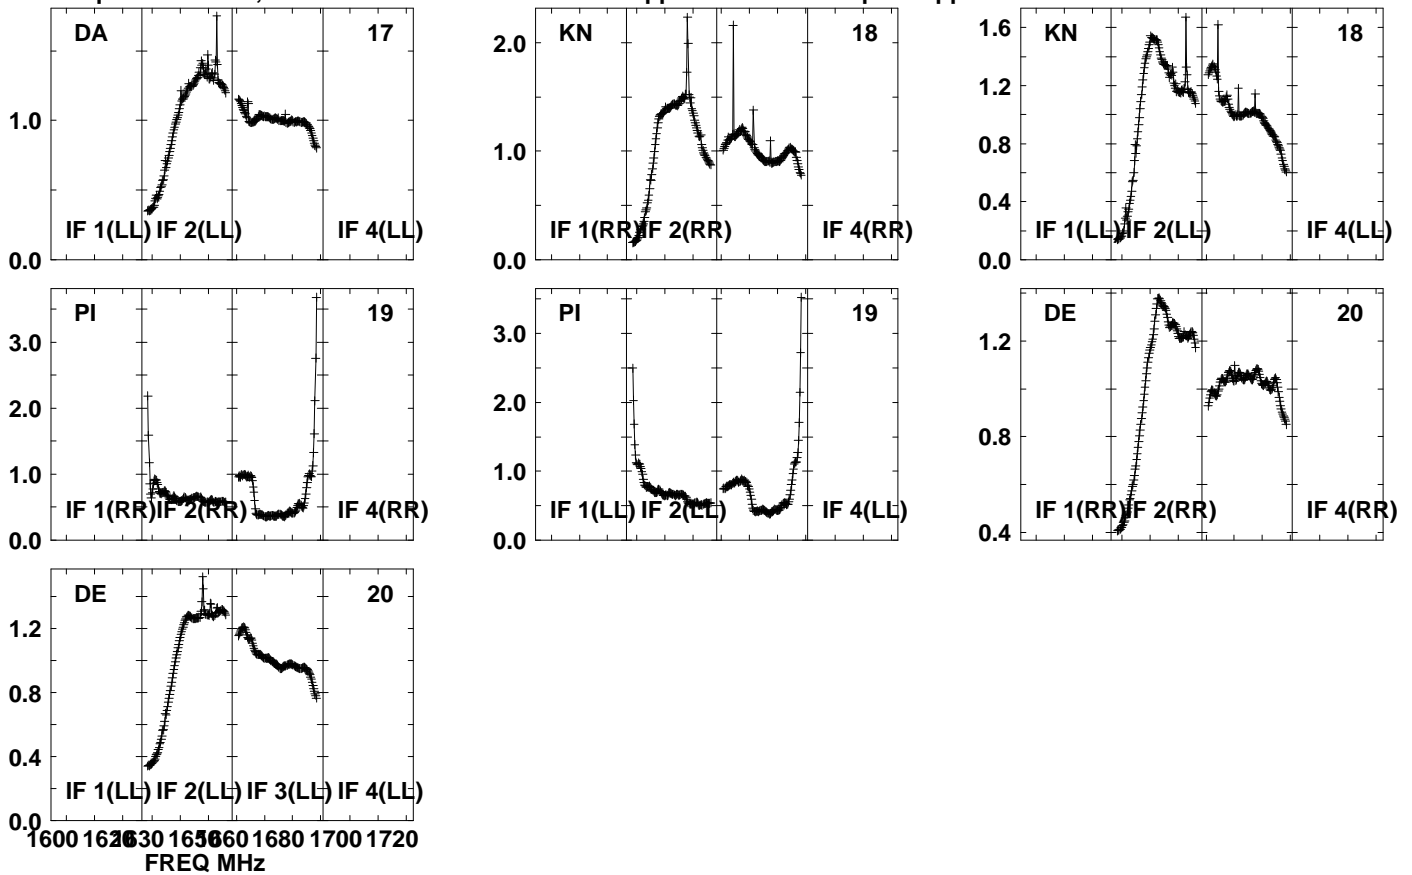 DA 17 KN 18 KN 18
1.0
0.0
IF 1(LL) IF 2(LL) IF 4(LL)
2.0
1.0
0.0
IF 1(RR) IF 2(RR) IF 4(RR)
1.6
1.2
0.8
0.4
0.0
IF 1(LL) IF 2(LL) IF 4(LL)
PI 19 PI 19 DE 20
3.0
2.0
1.0
0.0
IF 1(RR) IF 2(RR) IF 4(RR)
3.0
2.0
1.0
0.0
IF 1(LL) IF 2(LL) IF 4(LL)
1.2
0.8
0.4
IF 1(RR) IF 2(RR) IF 4(RR)
DE 20
1.2
0.8
0.4
0.0
IF 1(LL) IF 2(LL) IF 3(LL) IF 4(LL)
1600 1630 1660 1680 1700 1720
FREQ MHz